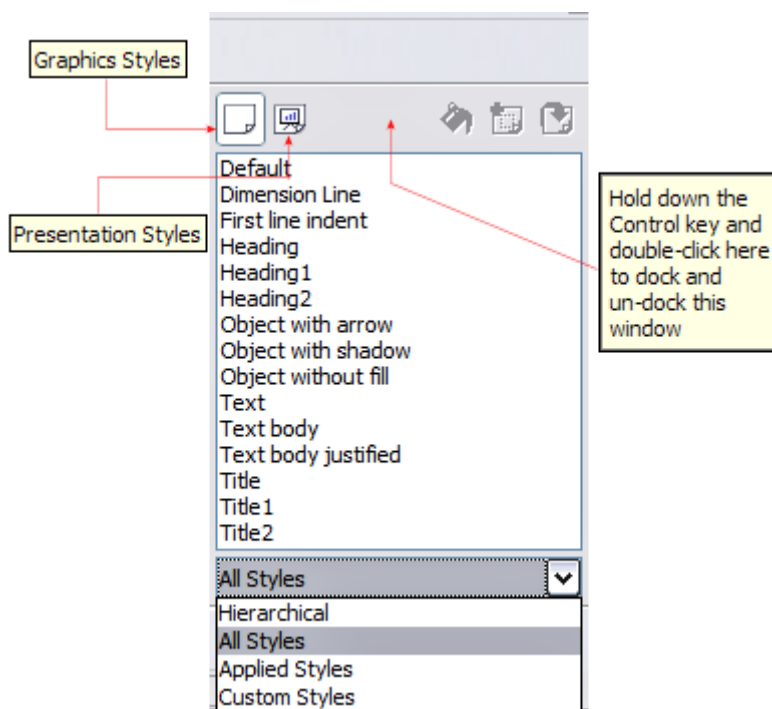 Graphics Styles
Presentation Styles
Default
Dimension Line
First line indent
Heading
Heading1
Heading2
Object with arrow
Object with shadow
Object without fill
Text
Text body
Text body justified
Title
Title1
Title2
Hold down the
Control key and
double-click here
to dock and
un-dock this
window
All Styles
Hierarchical
All Styles
Applied Styles
Custom Styles